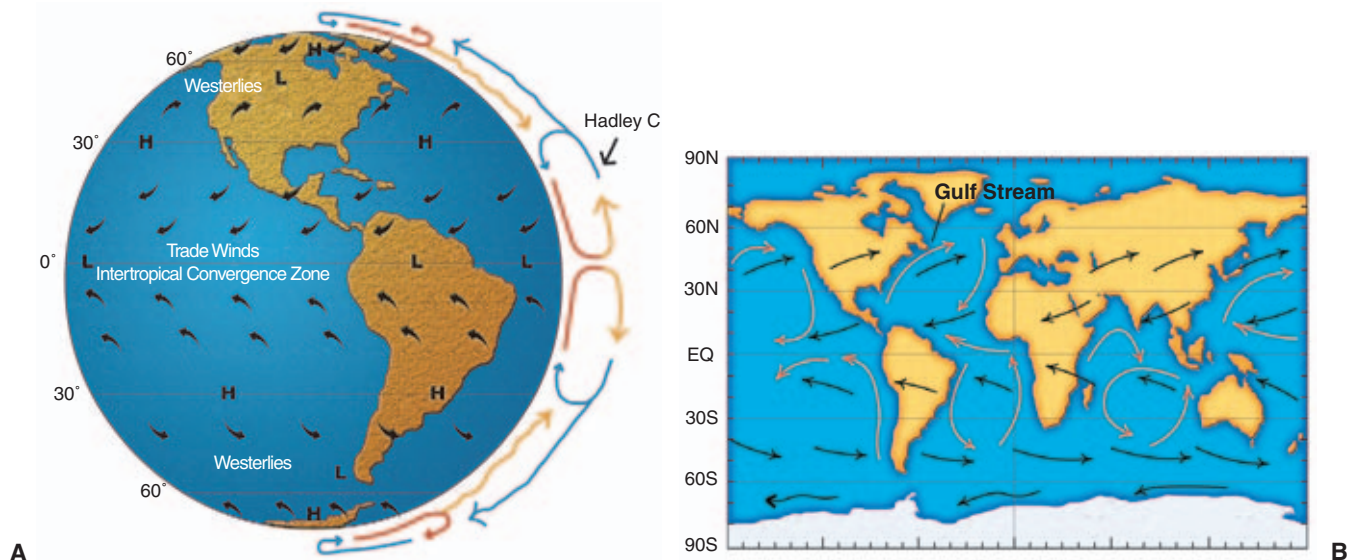 H
60˚
L
Westerlies
Hadley C
30˚
H
H
Trade Winds
0˚
L
L
L
Intertropical Convergence Zone
30˚
H
H
Westerlies
L
60˚
H
A
90N
Gulf Stream
60N
30N
EQ
30S
60S
90S
B